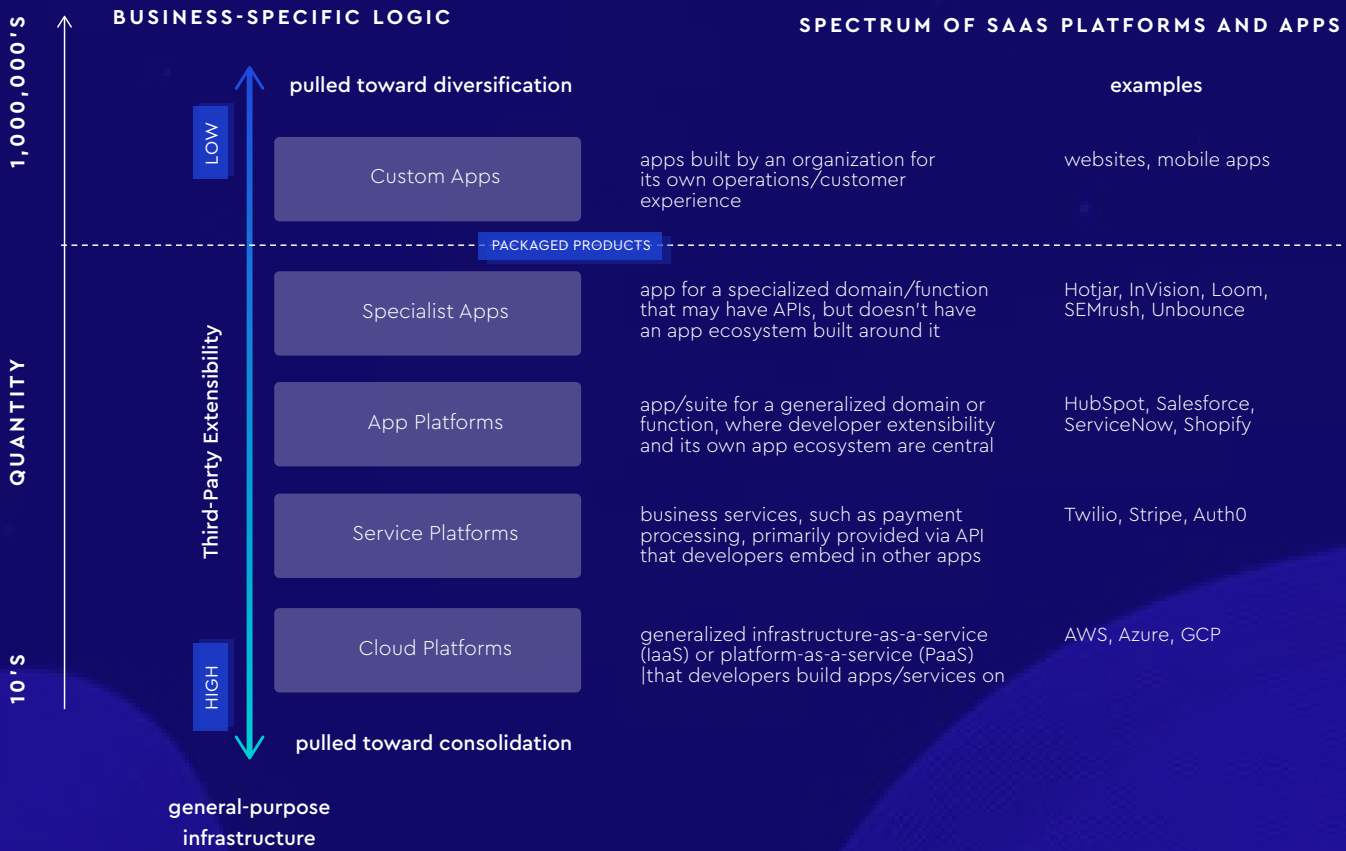 BUSINESS-SPECIFIC LOGIC
SPECTRUM OF SAAS PLATFORMS AND APPS
1,000,000'S
QUANTITY
10'S
pulled toward diversification
examples
LOW
Third-Party Extensibility
HIGH
Custom Apps
apps built by an organization for
its own operations/customer
experience
websites, mobile apps
PACKAGED PRODUCTS
Specialist Apps
app for a specialized domain/function
that may have APIs, but doesn't have
an app ecosystem built around it
Hotjar, InVision, Loom,
SEMrush, Unbounce
App Platforms
app/suite for a generalized domain or
function, where developer extensibility
and its own app ecosystem are central
HubSpot, Salesforce,
ServiceNow, Shopify
Service Platforms
business services, such as payment
processing, primarily provided via API
that developers embed in other apps
Twilio, Stripe, Auth0
Cloud Platforms
generalized infrastructure-as-a-service
(IaaS) or platform-as-a-service (PaaS)
|that developers build apps/services on
AWS, Azure, GCP
pulled toward consolidation
general-purpose
infrastructure